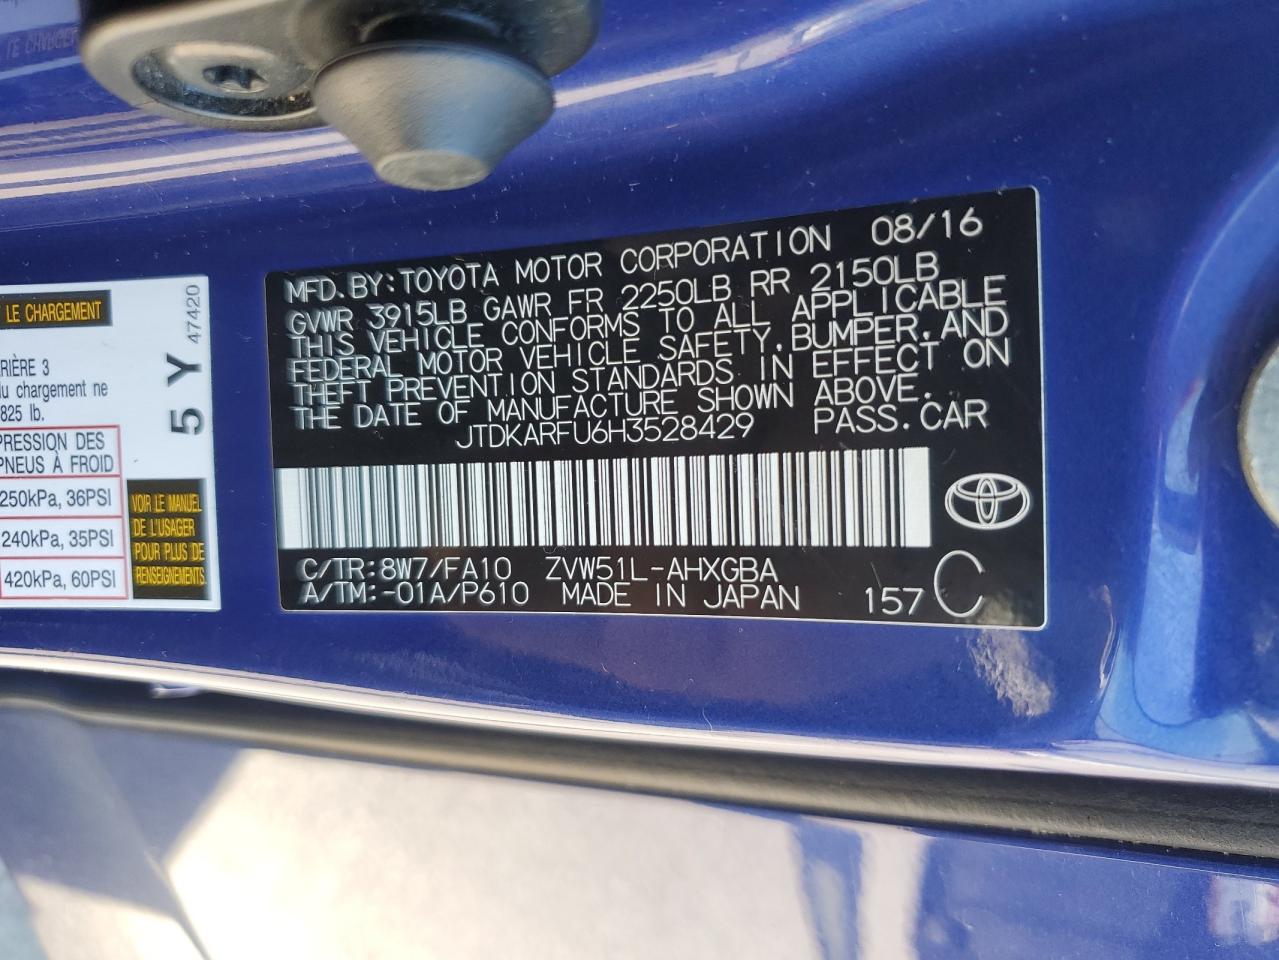 MFD.BY:TOYOTA MOTOR CORPORATION 08/16
GVWR 3915LB GAWR FR 2250LB RR 2150LB
THIS VEHICLE CONFORMS TO ALL APPLICABLE
FEDERAL MOTOR VEHICLE SAFETY,BUMPER,AND
THEFT PREVENTION STANDARDS IN EFFECT ON
THE DATE OF MANUFACTURE SHOWN ABOVE.
JTDKARFU6H3528429 PASS.CAR
C/TR:8W7/FA10 ZVW51L-AHXGBA
A/TM:-01A/P610 MADE IN JAPAN 157 C
LE CHARGEMENT
3
chargement ne
825 lb.
PRESSION DES
PNEUS À FROID
250kPa, 36PSI
240kPa, 35PSI
420kPa, 60PSI
5 Y 47420
VOIR LE MANUEL
DE L'USAGER
POUR PLUS DE
RENSEIGNEMENTS.